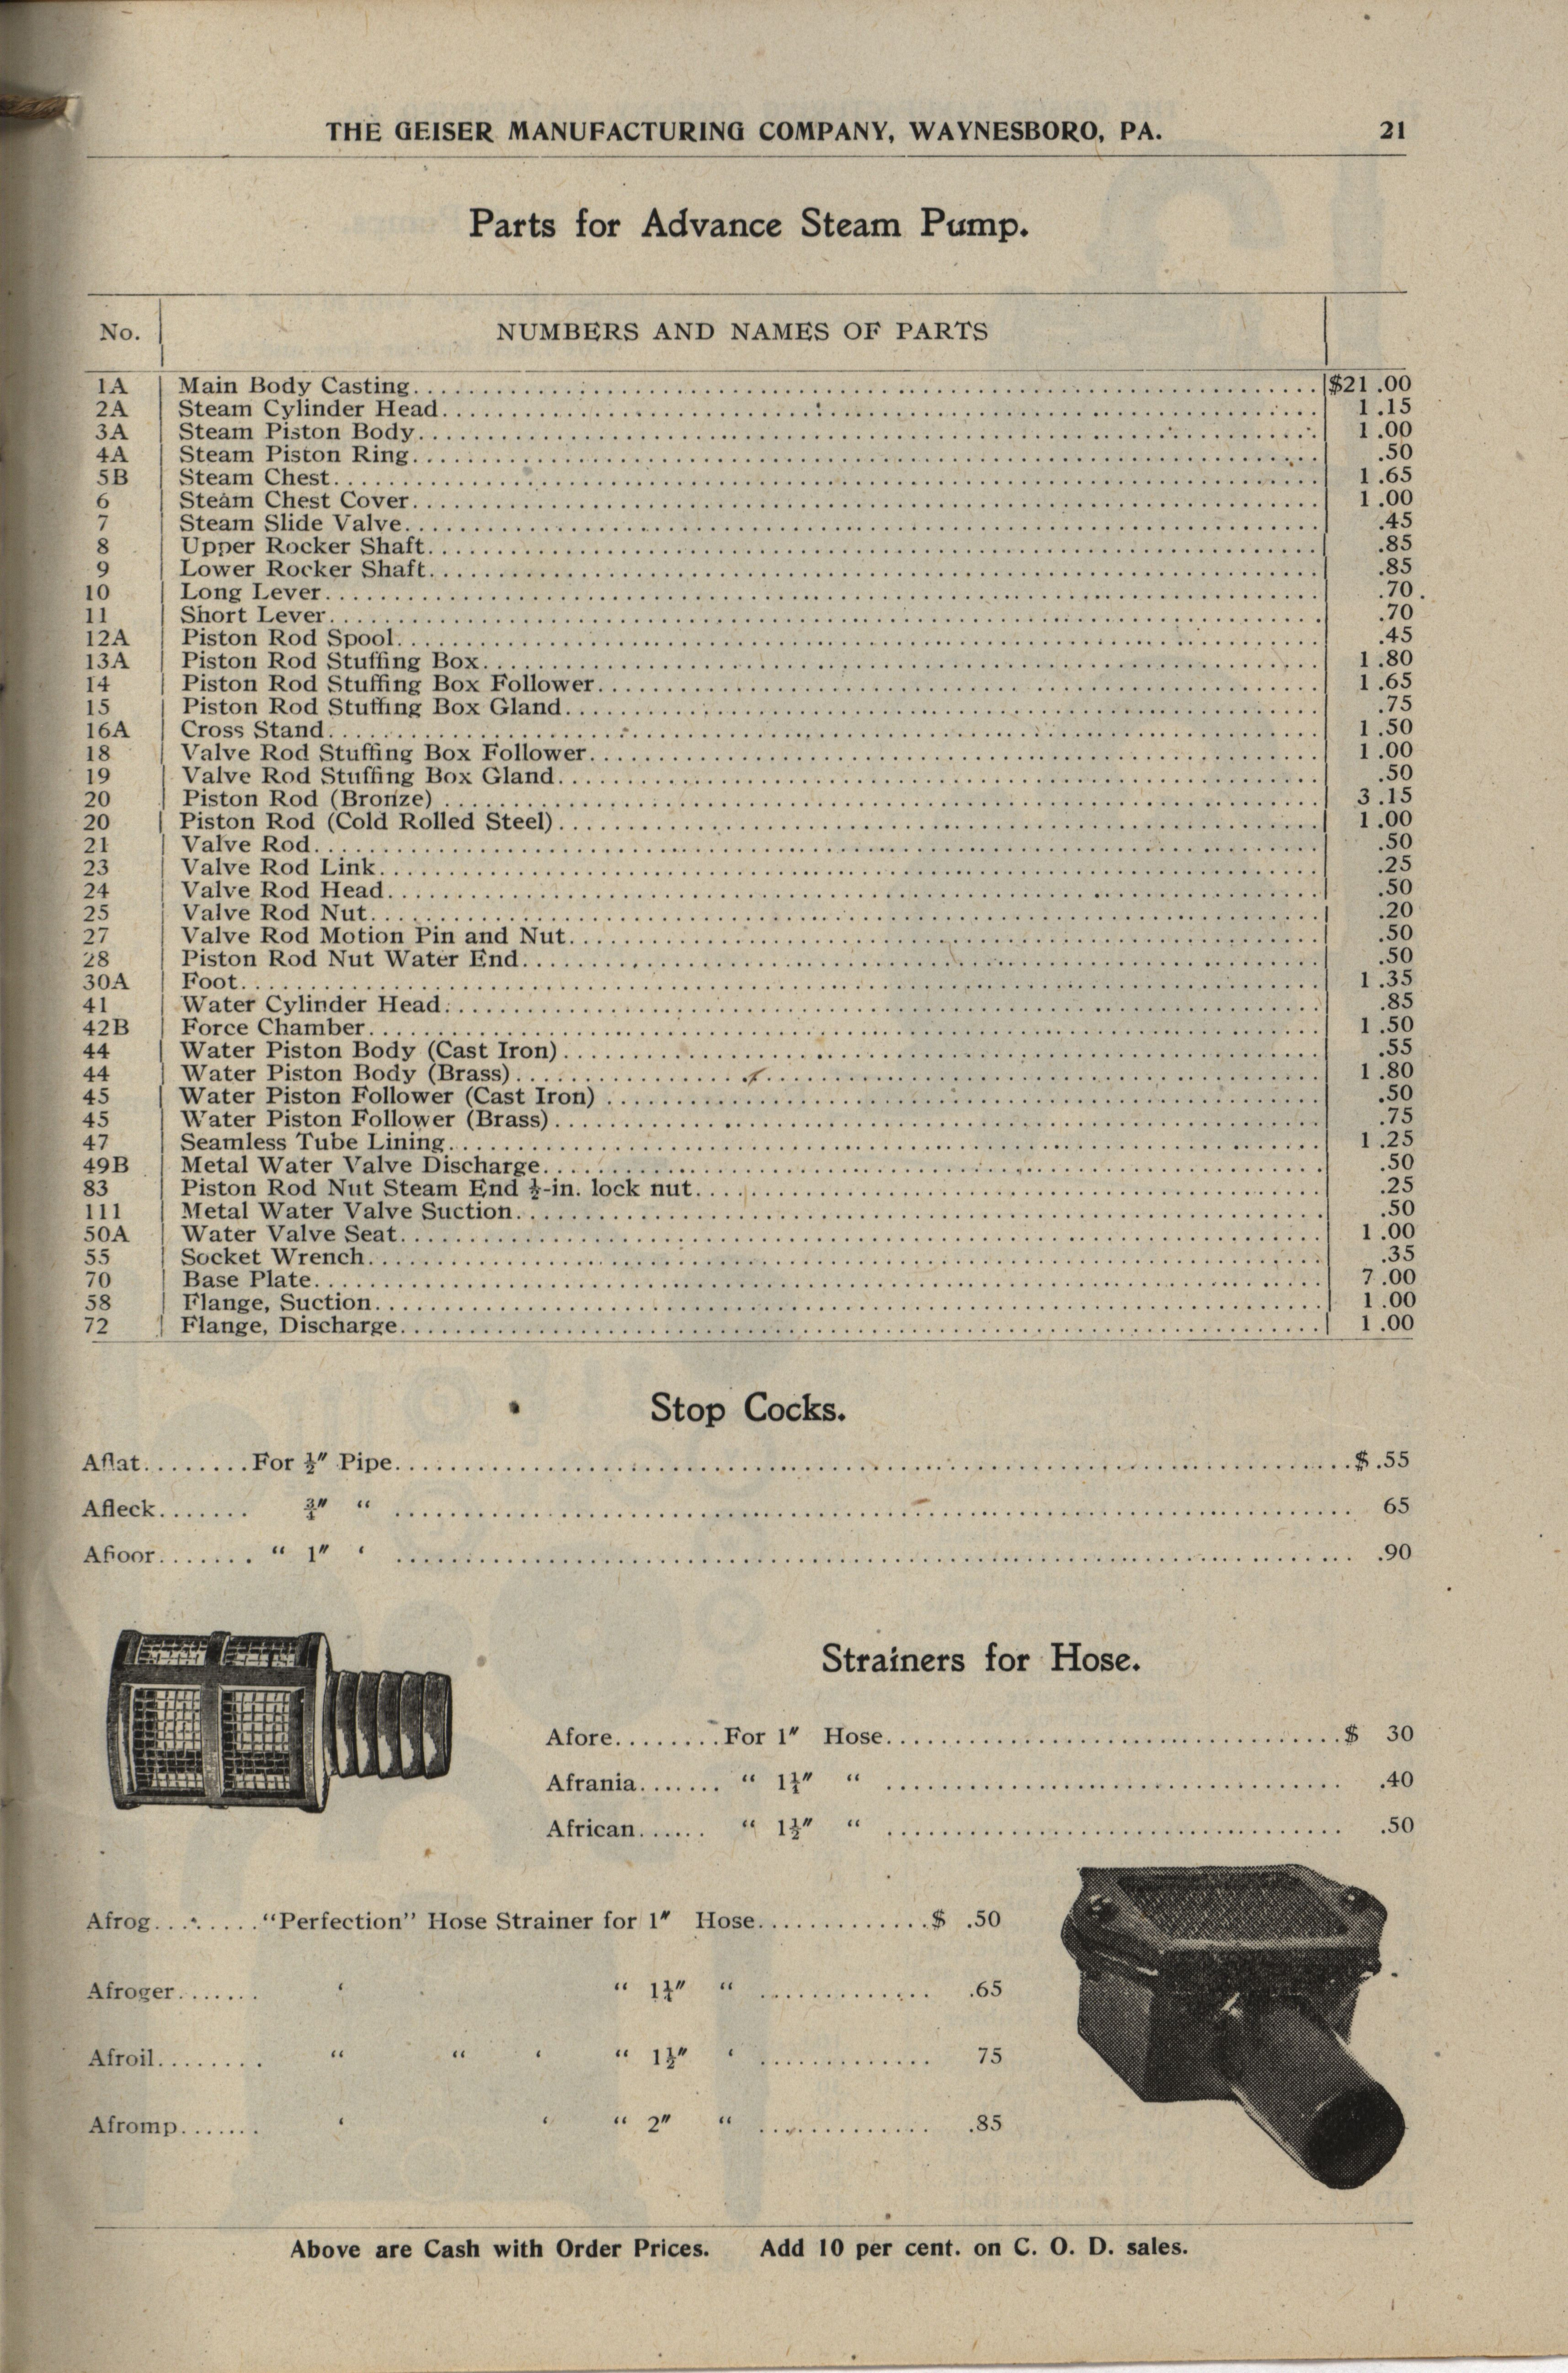 THE GEISER MANUFACTURING COMPANY, WAYNESBORO, PA. 21
Parts for Advance Steam Pump.
No. NUMBERS AND NAMES OF PARTS
1A Main Body Casting $21.00
2A Steam Cylinder Head 1.15
3A Steam Piston Body 1.00
4A Steam Piston Ring .50
5B Steam Chest 1.65
6 Steam Chest Cover 1.00
7 Steam Slide Valve .45
8 Upper Rocker Shaft .85
9 Lower Rocker Shaft .85
10 Long Lever .70
11 Short Lever .70
12A Piston Rod Spool .45
13A Piston Rod Stuffing Box 1.80
14 Piston Rod Stuffing Box Follower 1.65
15 Piston Rod Stuffing Box Gland .75
16A Cross Stand 1.50
18 Valve Rod Stuffing Box Follower 1.00
19 Valve Rod Stuffing Box Gland .50
20 Piston Rod (Bronze) 3.15
20 Piston Rod (Cold Rolled Steel) 1.00
21 Valve Rod .50
23 Valve Rod Link .25
24 Valve Rod Head .50
25 Valve Rod Nut .20
27 Valve Rod Motion Pin and Nut .50
28 Piston Rod Nut Water End .50
30A Foot 1.35
41 Water Cylinder Head .85
42B Force Chamber 1.50
44 Water Piston Body (Cast Iron) .55
44 Water Piston Body (Brass) 1.80
45 Water Piston Follower (Cast Iron) .50
45 Water Piston Follower (Brass) .75
47 Seamless Tube Lining 1.25
49B Metal Water Valve Discharge .50
83 Piston Rod Nut Steam End ½-in. lock nut .25
111 Metal Water Valve Suction .50
50A Water Valve Seat 1.00
55 Socket Wrench .35
70 Base Plate 7.00
58 Flange, Suction 1.00
72 Flange, Discharge 1.00
Stop Cocks.
Aflat........For ½″ Pipe $.55
Afleck....... ¾″ “ 65
Afloor....... “ 1″ ‘ .90
Strainers for Hose.
Afore........For 1″ Hose $ 30
Afrania....... “ 1¼″ “ .40
African...... “ 1½″ “ .50
Afrog........“Perfection” Hose Strainer for 1″ Hose $ .50
Afroger....... ‘ “ 1¼″ “ .65
Afroil........ “ “ ‘ “ 1½″ ‘ 75
Afromp....... ‘ ‘ “ 2″ “ .85
Above are Cash with Order Prices. Add 10 per cent. on C. O. D. sales.